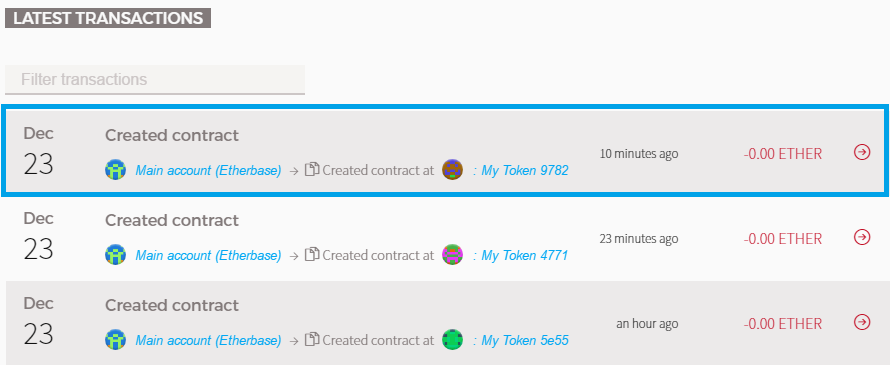 LATEST TRANSACTIONS
Filter transactions
Dec
23
Created contract
Main account (Etherbase) → Created contract at : My Token 9782
10 minutes ago
-0.00 ETHER
Dec
23
Created contract
Main account (Etherbase) → Created contract at : My Token 4771
23 minutes ago
-0.00 ETHER
Dec
23
Created contract
Main account (Etherbase) → Created contract at : My Token 5e55
an hour ago
-0.00 ETHER